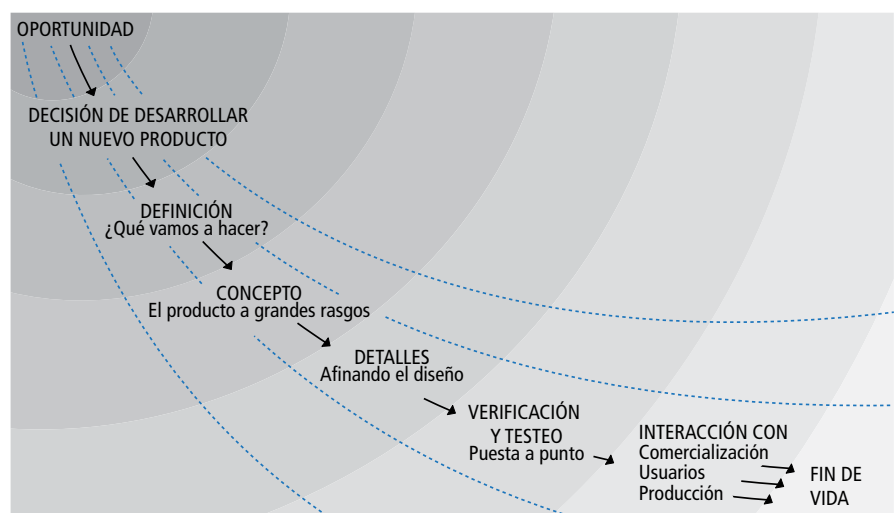 OPORTUNIDAD
DECISIÓN DE DESARROLLAR
UN NUEVO PRODUCTO
DEFINICIÓN
¿Qué vamos a hacer?
CONCEPTO
El producto a grandes rasgos
DETALLES
Afinando el diseño
VERIFICACIÓN
Y TESTEO
Puesta a punto
INTERACCIÓN CON
Comercialización
Usuarios
Producción
FIN DE
VIDA